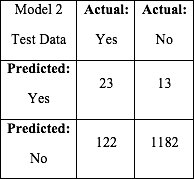 Model 2 Actual: Actual:
Test Data Yes No
Predicted: 23 13
Yes
Predicted: 122 1182
No